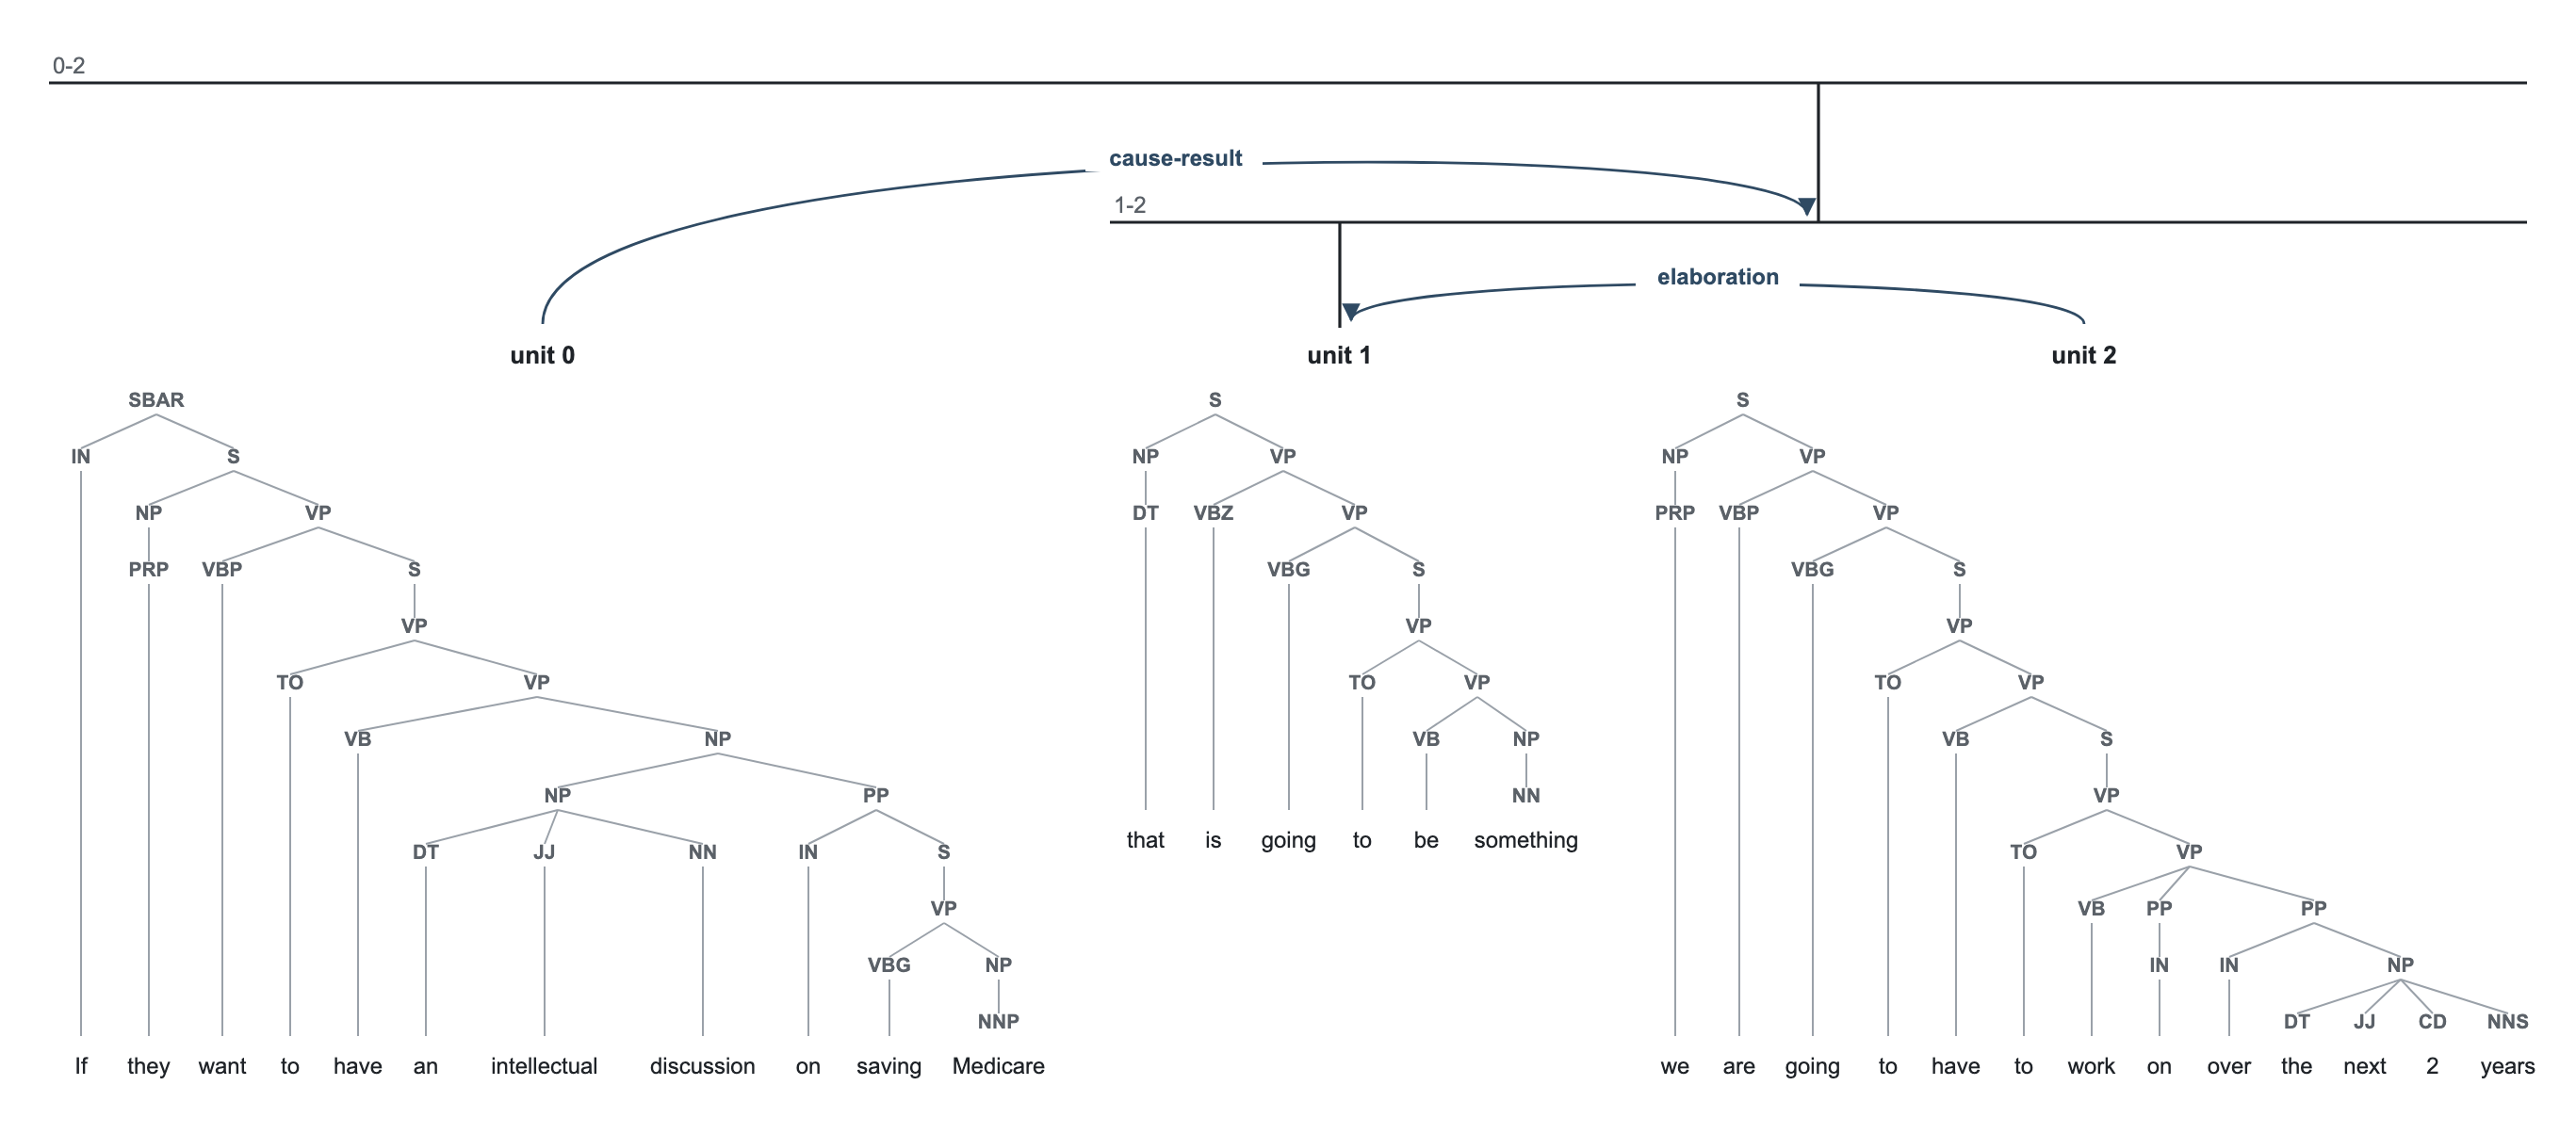 0-2
cause-result
1-2
elaboration
unit 0 unit 1 unit 2
SBAR S S
IN S NP VP NP VP
NP VP DT VBZ VP PRP VBP VP
PRP VBP S VBG S VBG S
VP VP VP
TO VP TO VP TO VP
VB NP VB NP VB S
NP PP NN VP
DT JJ NN IN S TO VP
that is going to be something
VP VB PP PP
VBG NP IN IN NP
NNP DT JJ CD NNS
If they want to have an intellectual discussion on saving Medicare we are going to have to work on over the next 2 years